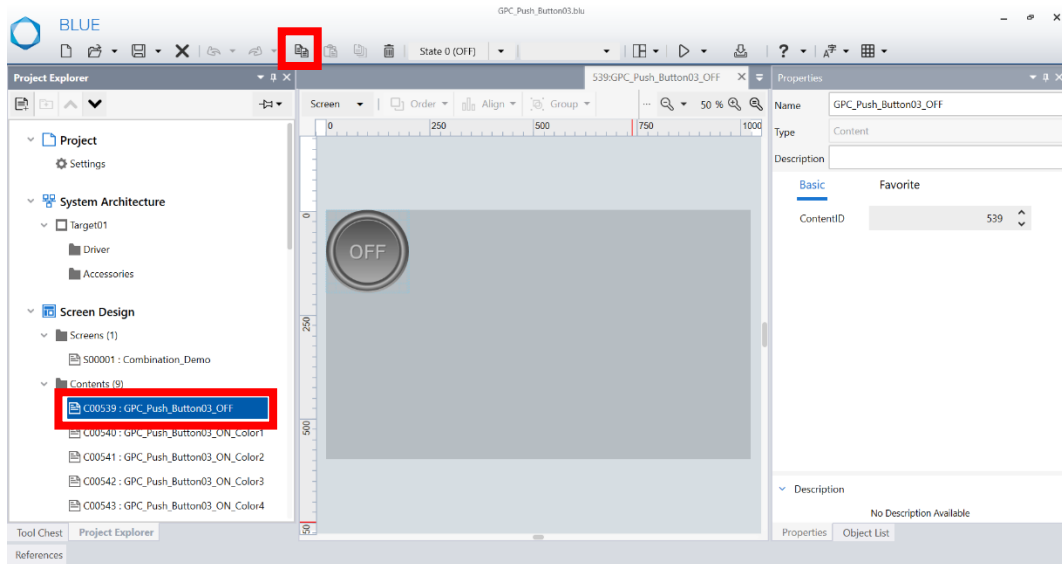 GPC_Push_Button03.blu
BLUE
State 0 (OFF)
Project Explorer
Project
Settings
System Architecture
Target01
Driver
Accessories
Screen Design
Screens (1)
S00001 : Combination_Demo
Contents (9)
C00539 : GPC_Push_Button03_OFF
C00540 : GPC_Push_Button03_ON_Color1
C00541 : GPC_Push_Button03_ON_Color2
C00542 : GPC_Push_Button03_ON_Color3
C00543 : GPC_Push_Button03_ON_Color4
Tool Chest Project Explorer
References
539:GPC_Push_Button03_OFF
Screen Order Align Group 50 %
0 250 500 750 1000
0
250
500
OFF
Properties
Name GPC_Push_Button03_OFF
Type Content
Description
Basic Favorite
ContentID 539
Description
No Description Available
Properties Object List